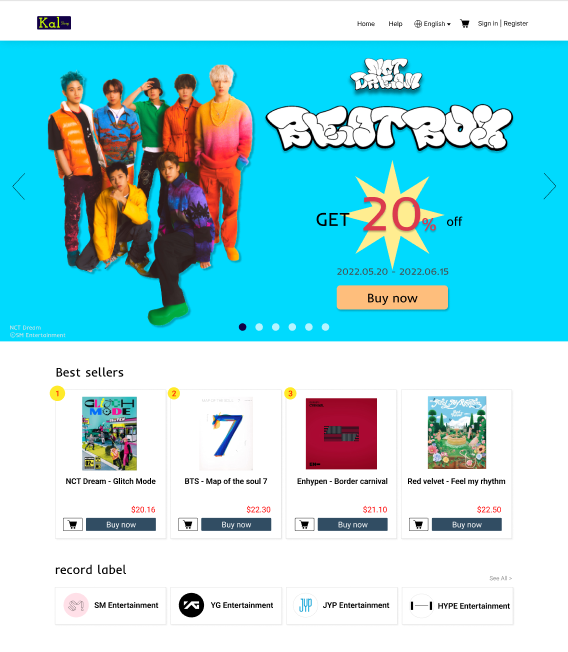 Kal Shop
Home Help English Sign in | Register
NCT
DREAM
BEATBOX
GET 20% off
2022.05.20 - 2022.06.15
Buy now
NCT Dream
©SM Entertainment
Best sellers
1 2 3
GLITCH
MODE
7
NCT Dream - Glitch Mode
BTS - Map of the soul 7
Enhypen - Border carnival
Red velvet - Feel my rhythm
$20.16 $22.30 $21.10 $22.50
Buy now Buy now Buy now Buy now
record label
See All >
SM Entertainment YG Entertainment JYP JYP Entertainment HYPE Entertainment